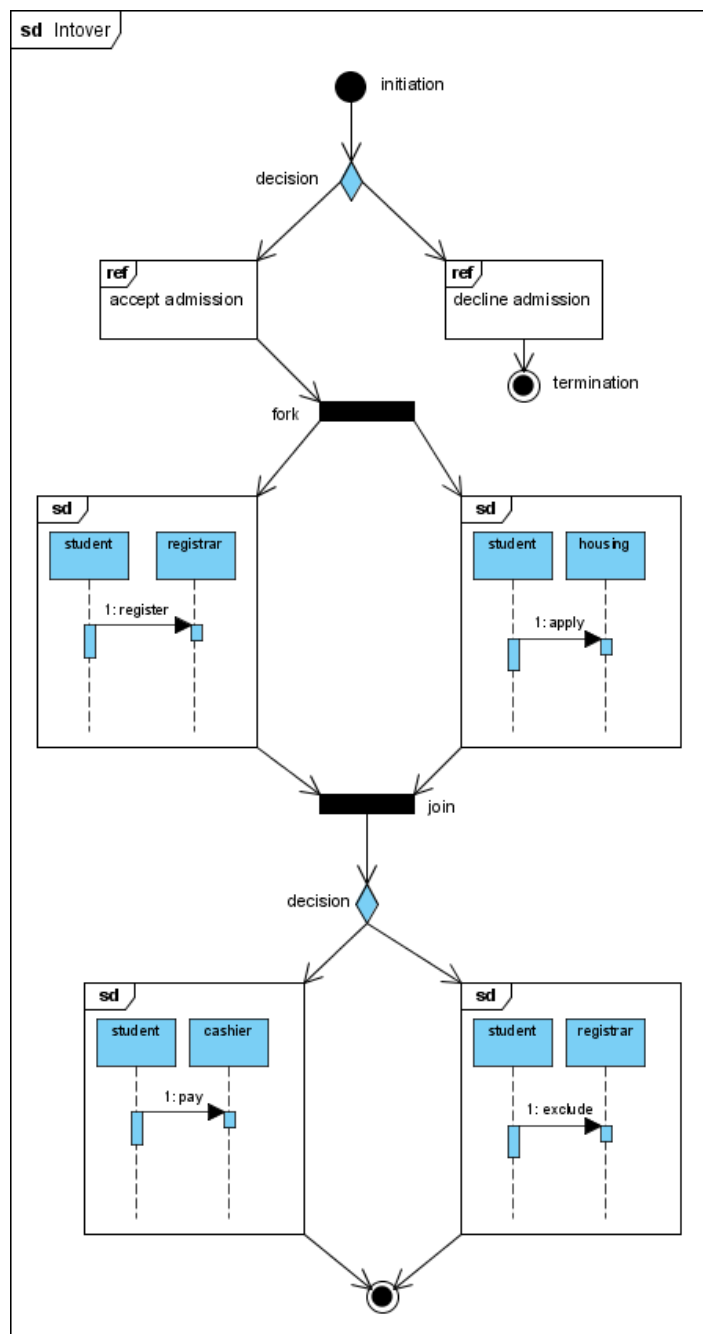 sd Intover
initiation
decision
ref
accept admission
ref
decline admission
termination
fork
sd
student
registrar
1: register
sd
student
housing
1: apply
join
decision
sd
student
cashier
1: pay
sd
student
registrar
1: exclude